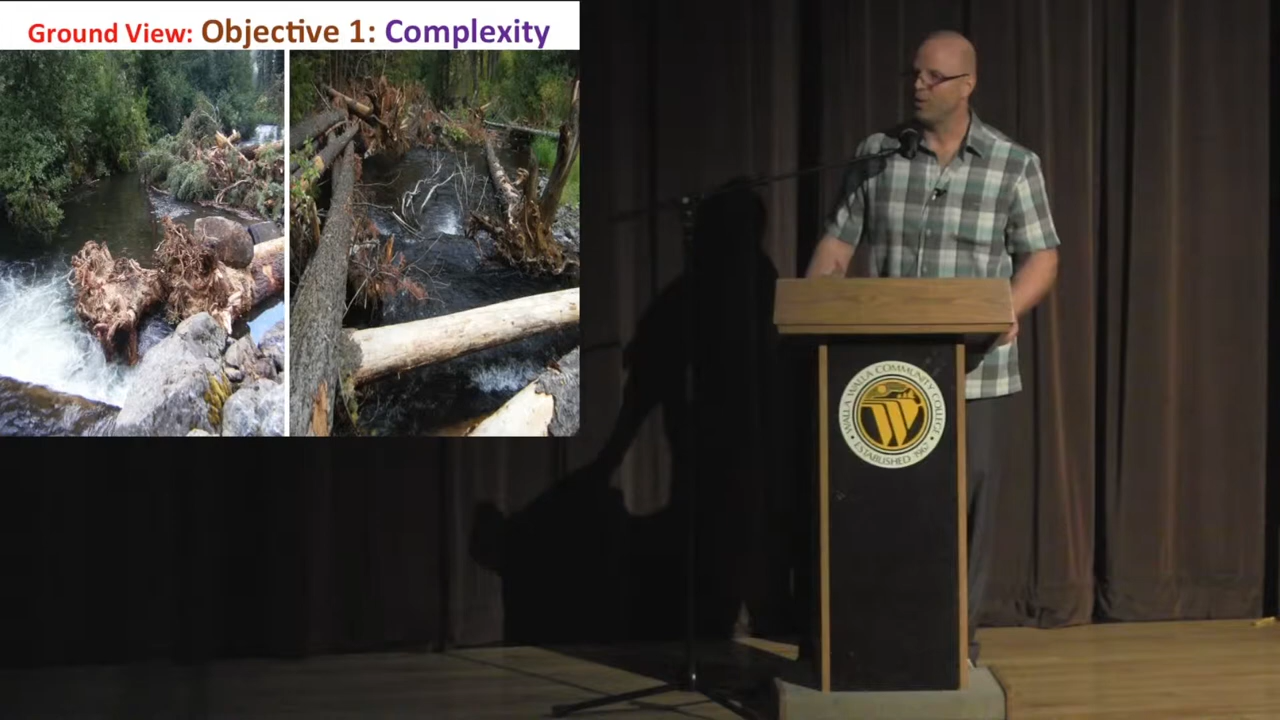 Ground View: Objective 1: Complexity
WALLA WALLA COMMUNITY COLLEGE
• ESTABLISHED 1967 •